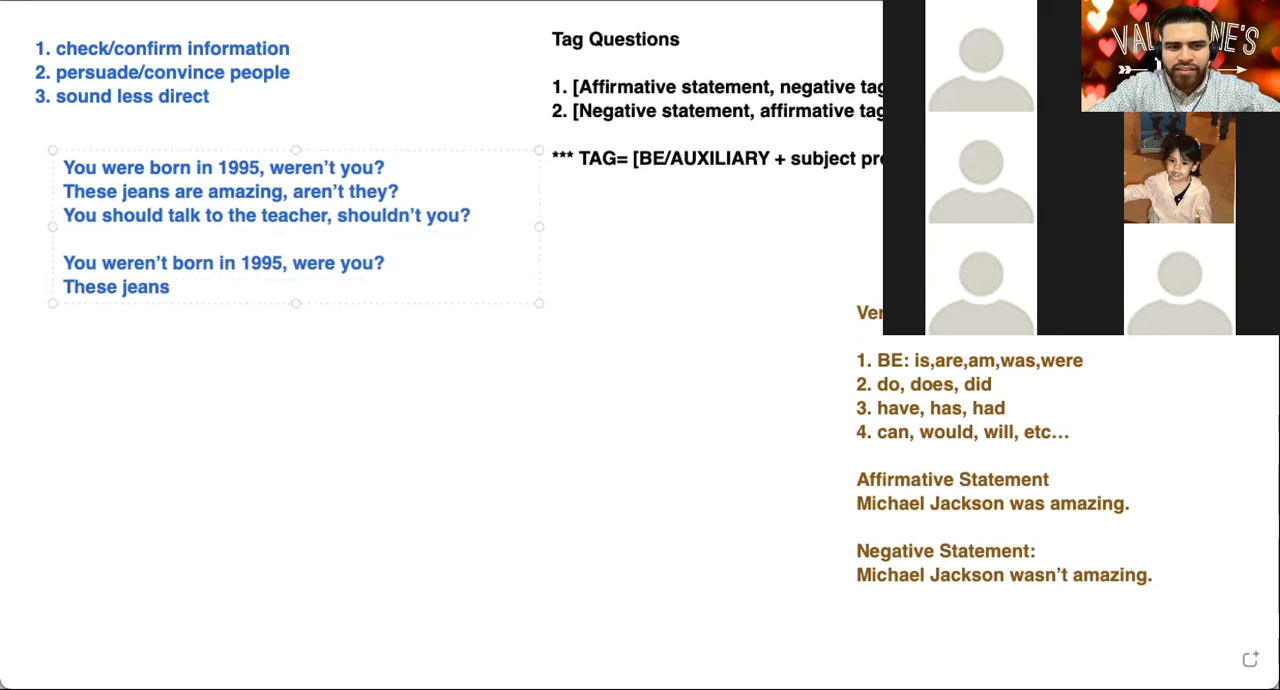 1. check/confirm information
2. persuade/convince people
3. sound less direct
You were born in 1995, weren't you?
These jeans are amazing, aren't they?
You should talk to the teacher, shouldn't you?
You weren't born in 1995, were you?
These jeans
Tag Questions
1. [Affirmative statement, negative tag
2. [Negative statement, affirmative tag
*** TAG= [BE/AUXILIARY + subject
1. BE: is,are,am,was,were
2. do, does, did
3. have, has, had
4. can, would, will, etc…
Affirmative Statement
Michael Jackson was amazing.
Negative Statement:
Michael Jackson wasn't amazing.